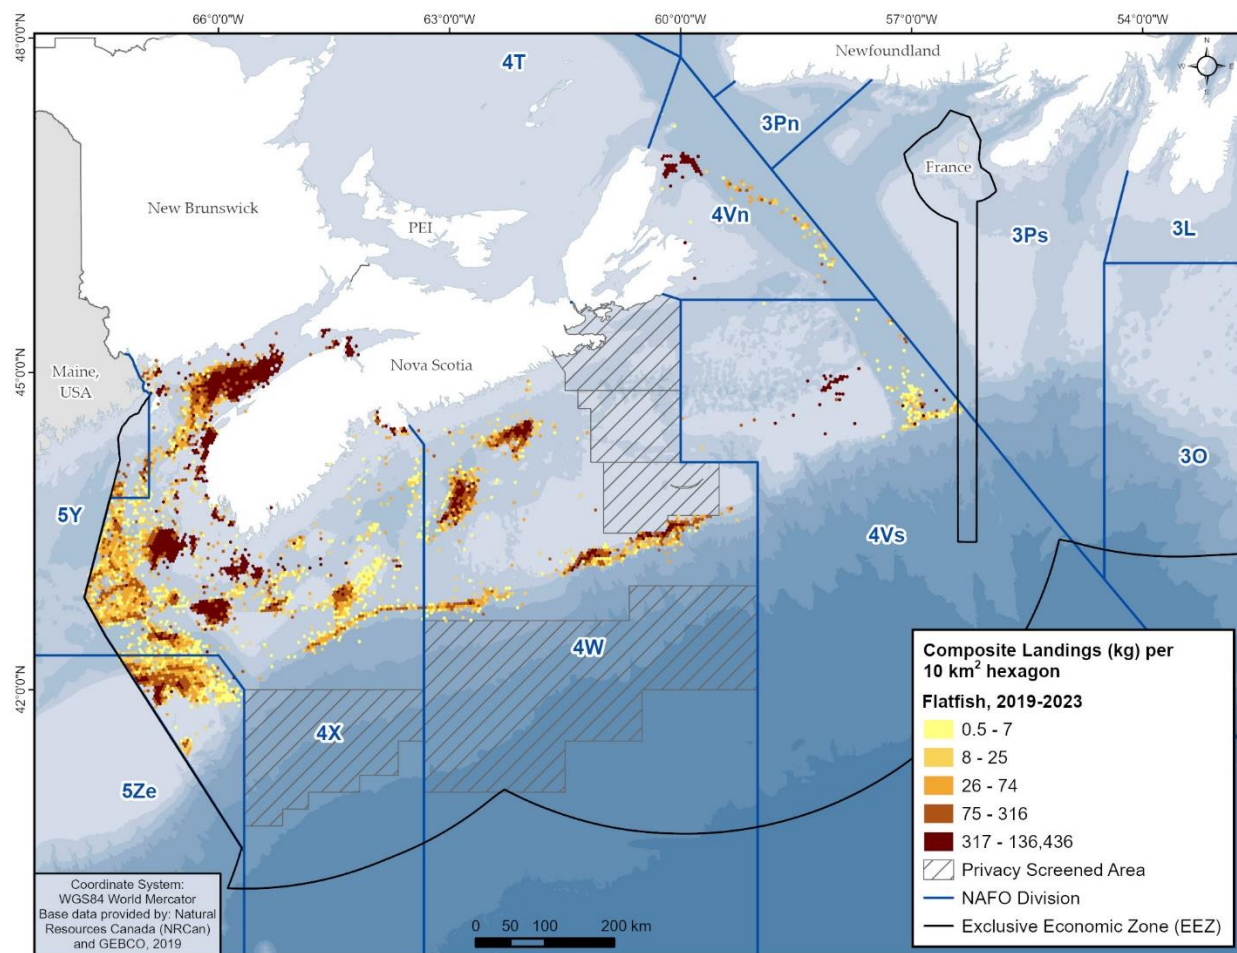 66°0'0"W
63°0'0"W
60°0'0"W
57°0'0"W
54°0'0"W
48°0'0"N
45°0'0"N
42°0'0"N
4T
Newfoundland
N
W
E
S
3Pn
France
New Brunswick
4Vn
PEI
3Ps
3L
Maine,
USA
Nova Scotia
3O
5Y
4Vs
4W
4X
5Ze
Composite Landings (kg) per
10 km² hexagon
Flatfish, 2019-2023
0.5 - 7
8 - 25
26 - 74
75 - 316
317 - 136,436
Privacy Screened Area
NAFO Division
Exclusive Economic Zone (EEZ)
Coordinate System:
WGS84 World Mercator
Base data provided by: Natural
Resources Canada (NRCan)
and GEBCO, 2019
0 50 100 200 km